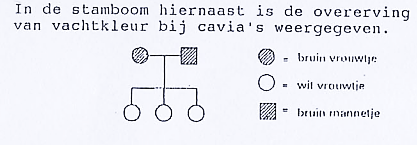 In de stamboom hiernaast is de overerving
van vachtkleur bij cavia's weergegeven.
= bruin vrouwtje
= wit vrouwtje
= bruin mannetje